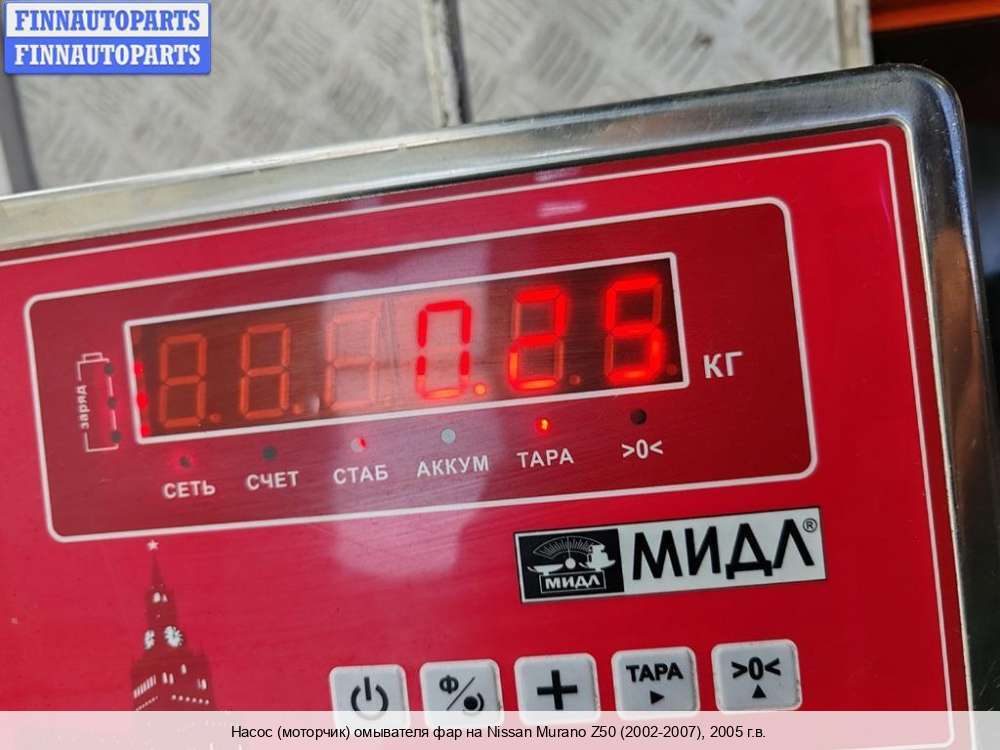 FINNAUTOPARTS
FINNAUTOPARTS
0.25
КГ
заряд
СЕТЬ СЧЕТ СТАБ АККУМ ТАРА >0<
МИДЛ МИДЛ®
Ф + ТАРА >0<
Насос (моторчик) омывателя фар на Nissan Murano Z50 (2002-2007), 2005 г.в.